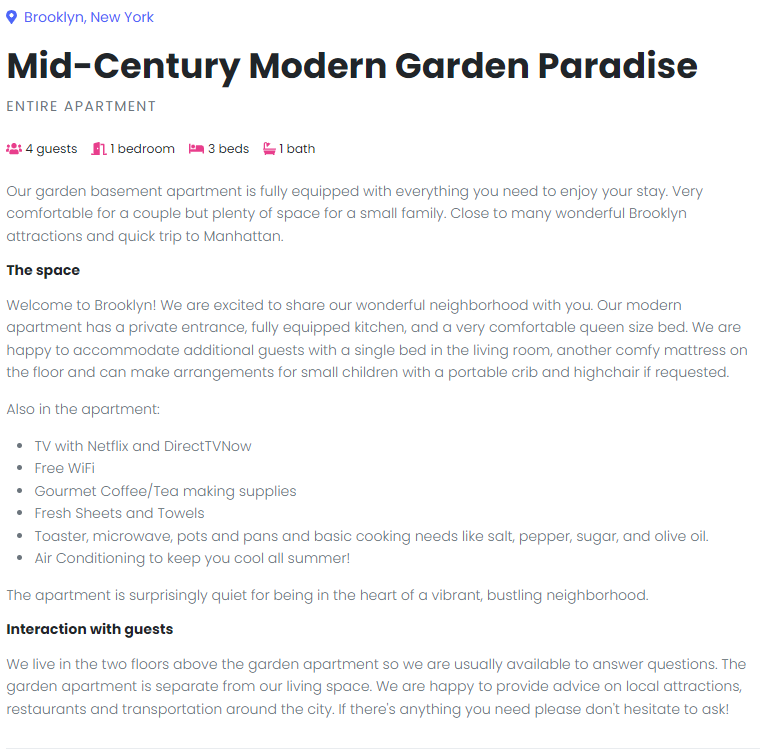 Brooklyn, New York
Mid-Century Modern Garden Paradise
ENTIRE APARTMENT
4 guests 1 bedroom 3 beds 1 bath
Our garden basement apartment is fully equipped with everything you need to enjoy your stay. Very
comfortable for a couple but plenty of space for a small family. Close to many wonderful Brooklyn
attractions and quick trip to Manhattan.
The space
Welcome to Brooklyn! We are excited to share our wonderful neighborhood with you. Our modern
apartment has a private entrance, fully equipped kitchen, and a very comfortable queen size bed. We are
happy to accommodate additional guests with a single bed in the living room, another comfy mattress on
the floor and can make arrangements for small children with a portable crib and highchair if requested.
Also in the apartment:
• TV with Netflix and DirectTVNow
• Free WiFi
• Gourmet Coffee/Tea making supplies
• Fresh Sheets and Towels
• Toaster, microwave, pots and pans and basic cooking needs like salt, pepper, sugar, and olive oil.
• Air Conditioning to keep you cool all summer!
The apartment is surprisingly quiet for being in the heart of a vibrant, bustling neighborhood.
Interaction with guests
We live in the two floors above the garden apartment so we are usually available to answer questions. The
garden apartment is separate from our living space. We are happy to provide advice on local attractions,
restaurants and transportation around the city. If there's anything you need please don't hesitate to ask!